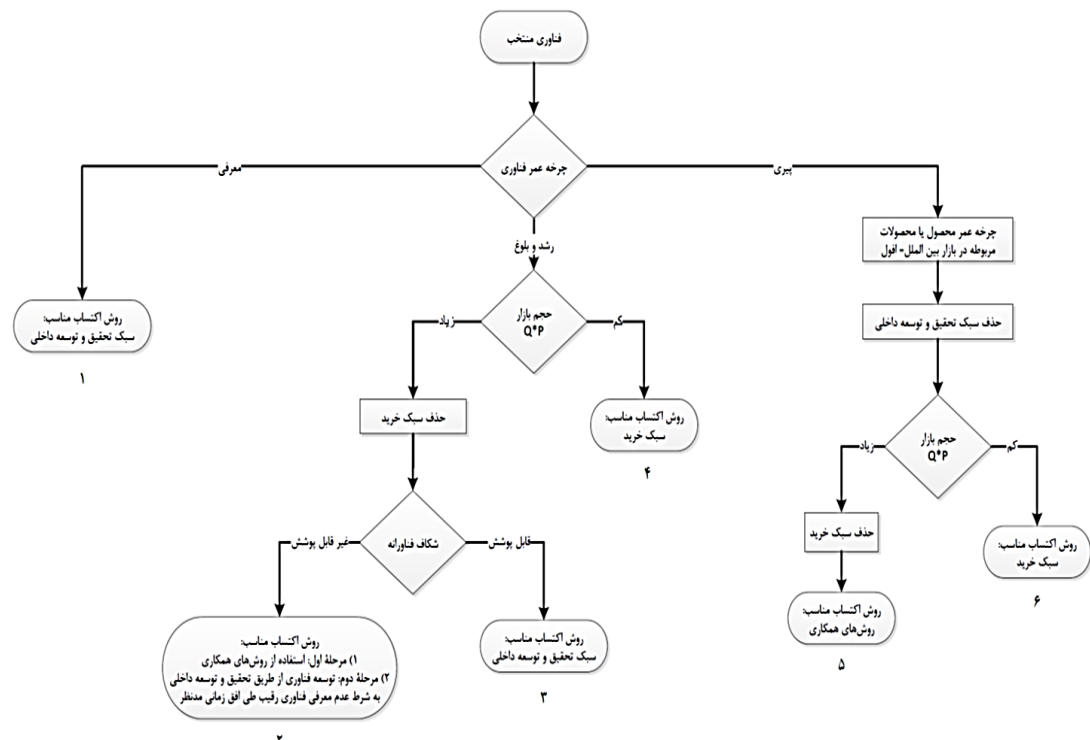 فناوری منتخب
چرخه عمر فناوری
معرفی
پیری
رشد و بلوغ
چرخه عمر محصول یا محصولات
مربوطه در بازار بین الملل- افول
روش اکتساب مناسب:
سبک تحقیق و توسعه داخلی
۱
حجم بازار
Q*P
زیاد
کم
حذف سبک تحقیق و توسعه داخلی
حذف سبک خرید
روش اکتساب مناسب:
سبک خرید
۴
حجم بازار
Q*P
زیاد
کم
شکاف فناورانه
غیر قابل پوشش
قابل پوشش
حذف سبک خرید
روش اکتساب مناسب:
سبک خرید
۶
روش اکتساب مناسب:
روش‌های همکاری
۵
روش اکتساب مناسب:
۱) مرحلهٔ اول: استفاده از روش‌های همکاری
۲) مرحلهٔ دوم: توسعه فناوری از طریق تحقیق و توسعه داخلی
به شرط عدم معرفی فناوری رقیب طی افق زمانی مدنظر
۲
روش اکتساب مناسب:
سبک تحقیق و توسعه داخلی
۳